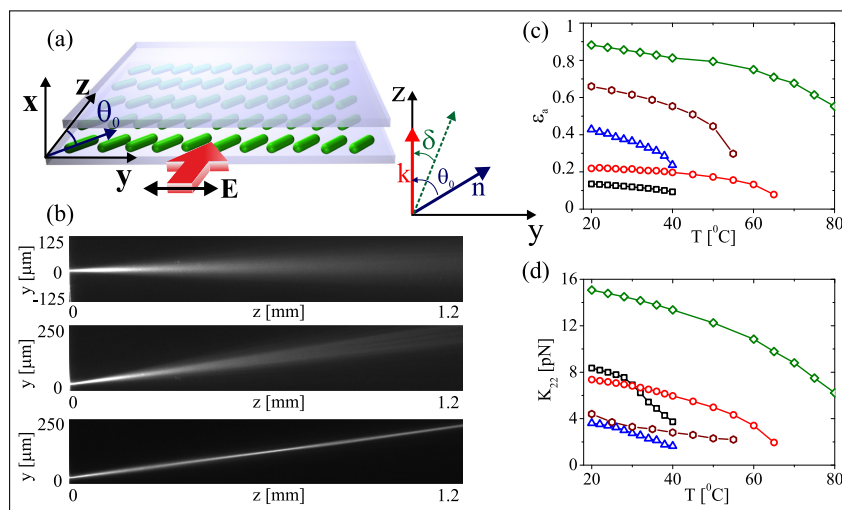 (a)
x
z
θ₀
y
E
z
δ
k
θ₀
n
y
(b)
y [μm]
125
0
-125
0
z [mm]
1.2
y [μm]
250
0
0
z [mm]
1.2
y [μm]
250
0
0
z [mm]
1.2
(c)
εₐ
1
0.8
0.6
0.4
0.2
0
20 40 60 80
T [⁰C]
(d)
K₂₂ [pN]
16
12
8
4
0
20 40 60 80
T [⁰C]